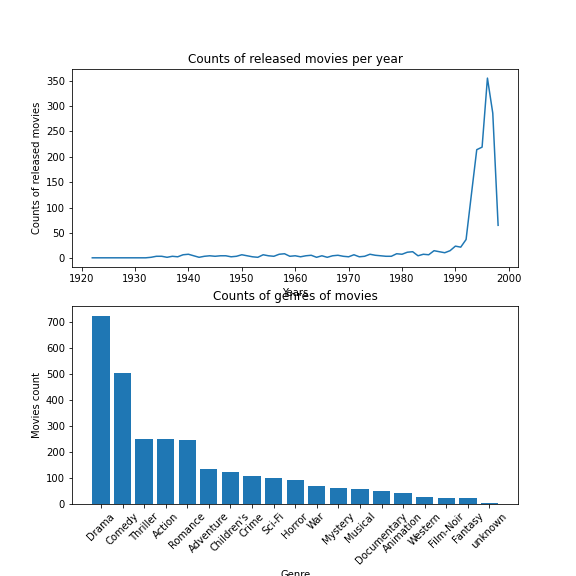 Counts of released movies per year
Counts of released movies
350
300
250
200
150
100
50
0
1920 1930 1940 1950 1960 1970 1980 1990 2000
Years
Counts of genres of movies
Movies count
700
600
500
400
300
200
100
0
Drama Comedy Thriller Action Romance Adventure Children's Crime Sci-Fi Horror War Mystery Musical Documentary Animation Western Film-Noir Fantasy unknown
Genre